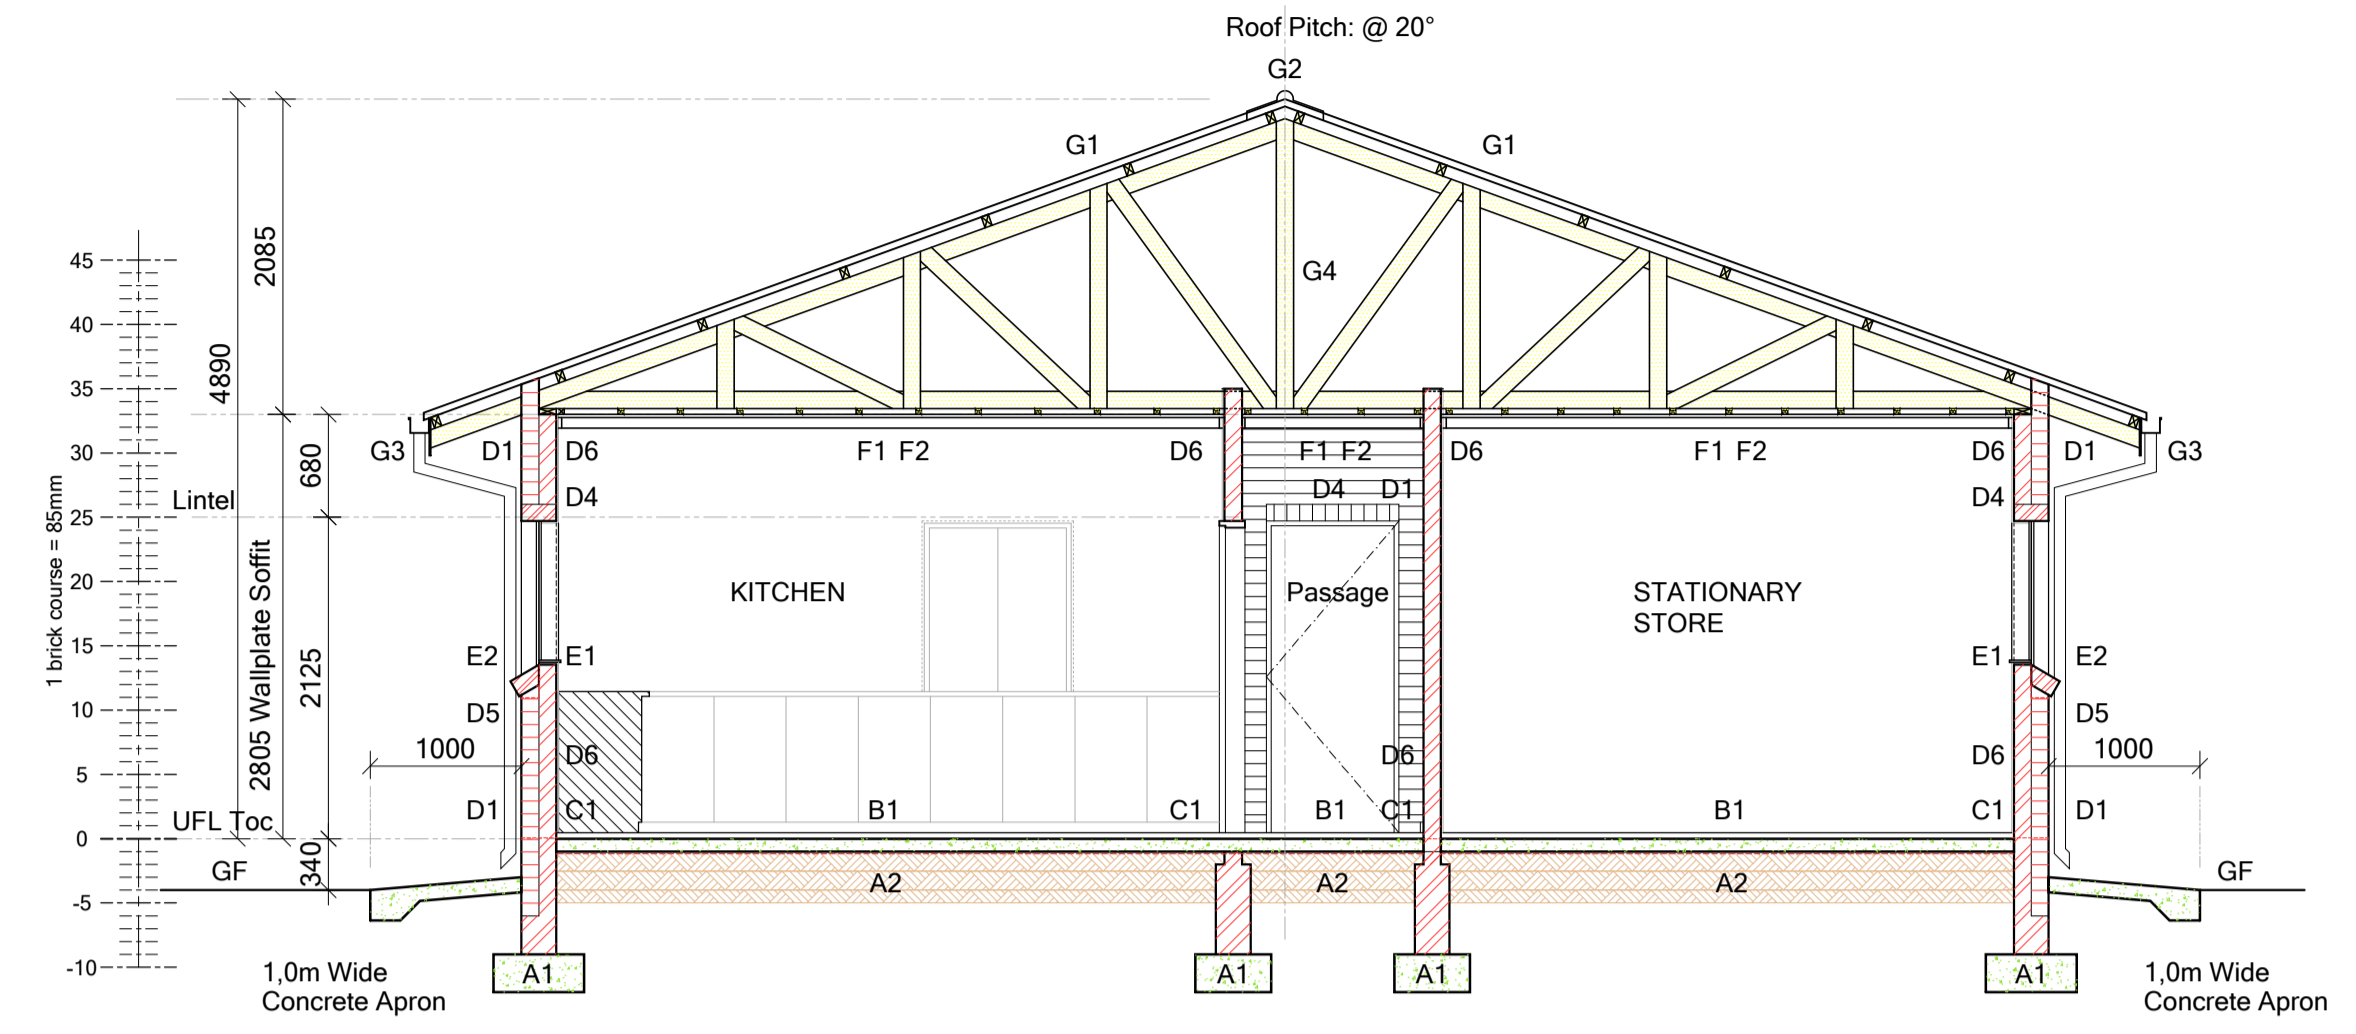 Roof Pitch: @ 20°
G2
G1 G1
G4
2085
4890
45
40
35
30
25
20
15
10
5
0
-5
-10
1 brick course = 85mm
2805 Wallplate Soffit
680
2125
340
Lintel
UFL Toc
GF
G3 D1 D6 F1 F2 D6 F1 F2 D6 F1 F2 D6 D1 G3
D4 D4 D1 D4
KITCHEN Passage STATIONARY
STORE
E2 E1 E1 E2
D5 D5
1000 D6 D6 D6 1000
D1 C1 B1 C1 B1 C1 B1 C1 D1
GF
A2 A2 A2
A1 A1 A1 A1
1,0m Wide
Concrete Apron
1,0m Wide
Concrete Apron